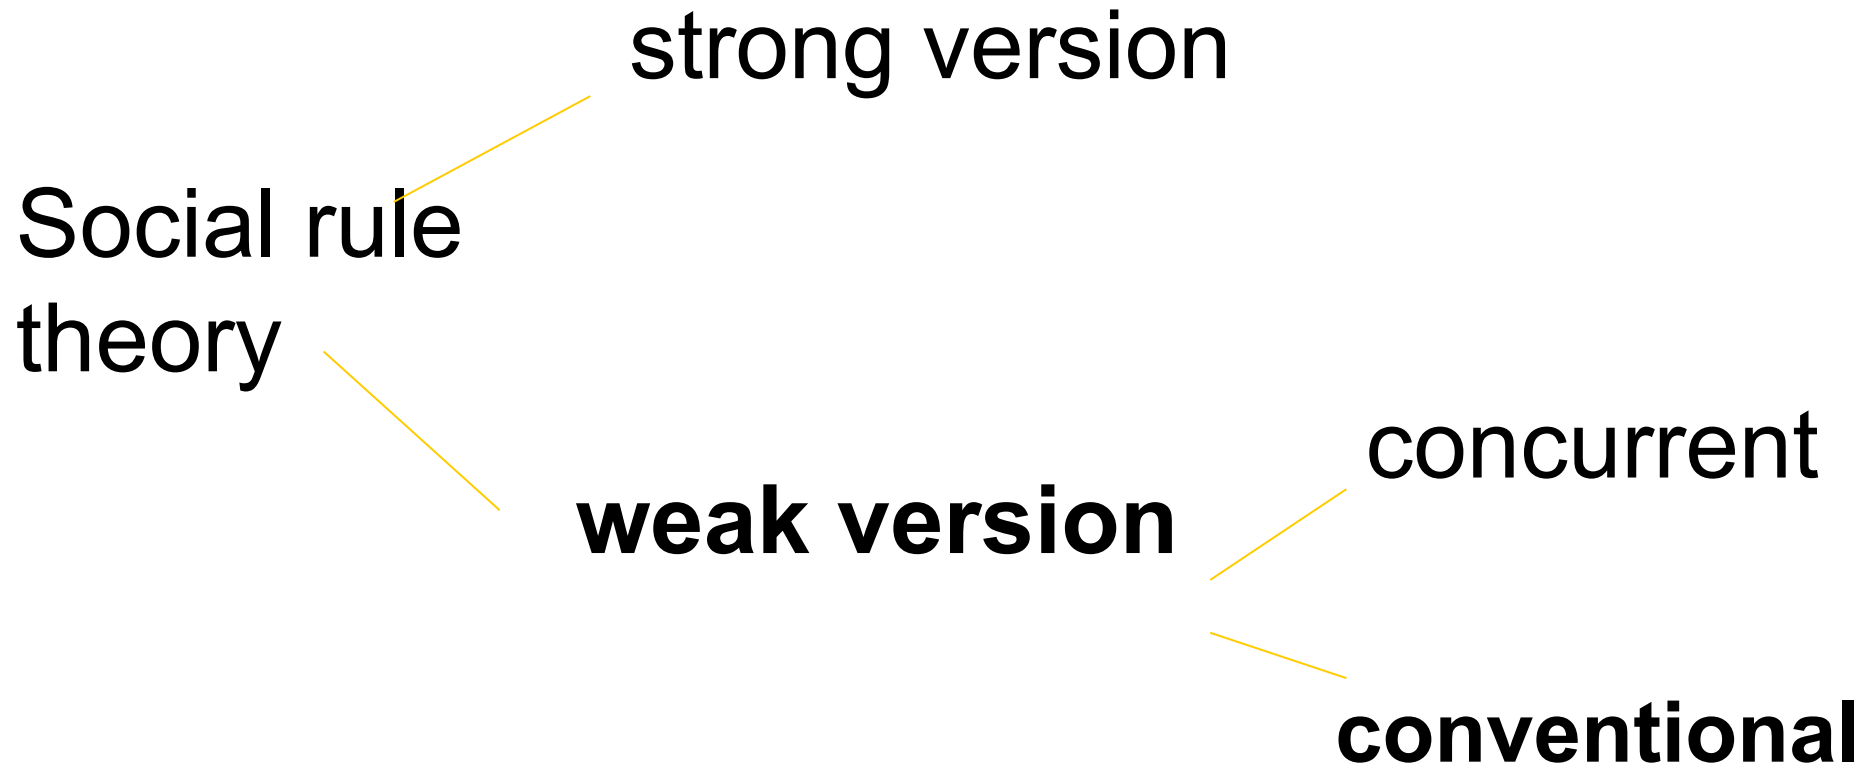 strong version
Social rule
theory
concurrent
weak version
conventional